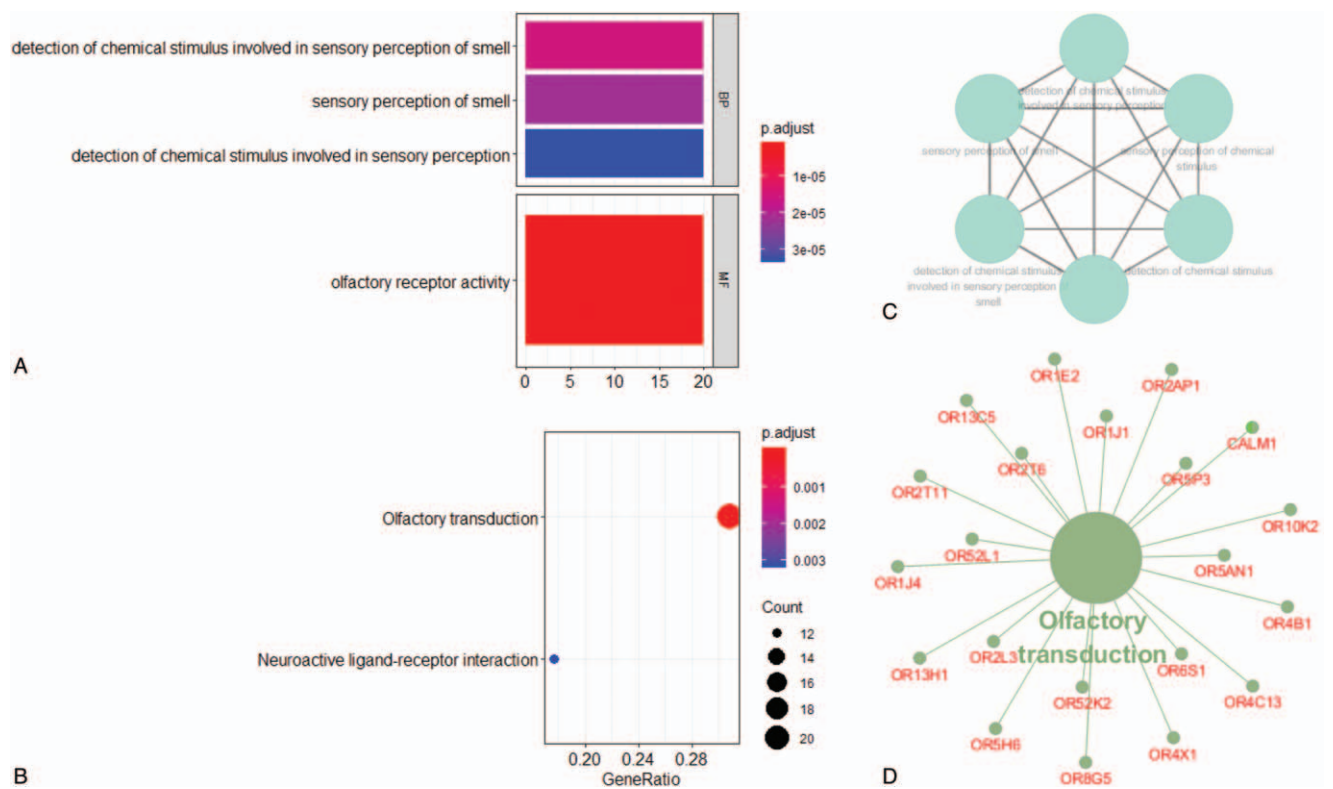 detection of chemical stimulus involved in sensory perception of smell
sensory perception of smell
detection of chemical stimulus involved in sensory perception
BP
olfactory receptor activity
MF
0 5 10 15 20
p.adjust
1e-05
2e-05
3e-05
A
Olfactory transduction
Neuroactive ligand-receptor interaction
0.20 0.24 0.28
GeneRatio
p.adjust
0.001
0.002
0.003
Count
12
14
16
18
20
B
detection of chemical stimulus
involved in sensory perception
sensory perception of smell
sensory perception of chemical
stimulus
detection of chemical stimulus
involved in sensory perception of
smell
detection of chemical stimulus
C
OR1E2
OR2AP1
OR13C5
OR1J1
CALM1
OR2T6
OR5P3
OR2T11
OR10K2
OR52L1
OR5AN1
OR1J4
OR4B1
Olfactory
transduction
OR2L3
OR6S1
OR13H1
OR4C13
OR52K2
OR5H6
OR4X1
OR8G5
D